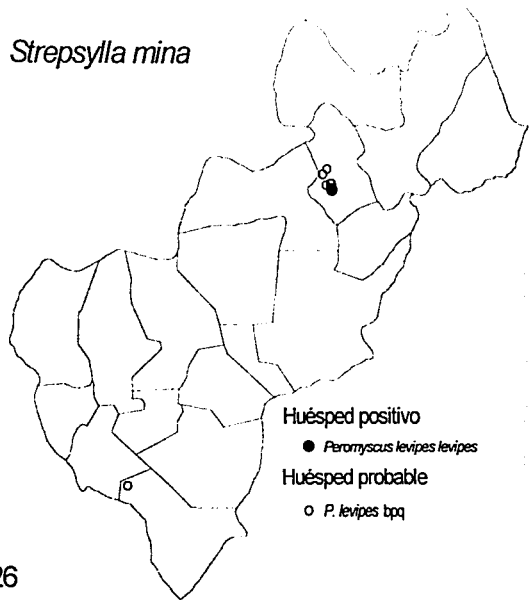 Strepsylla mina
Huésped positivo
● Peromyscus levipes levipes
Huésped probable
○ P. levipes bpq
26